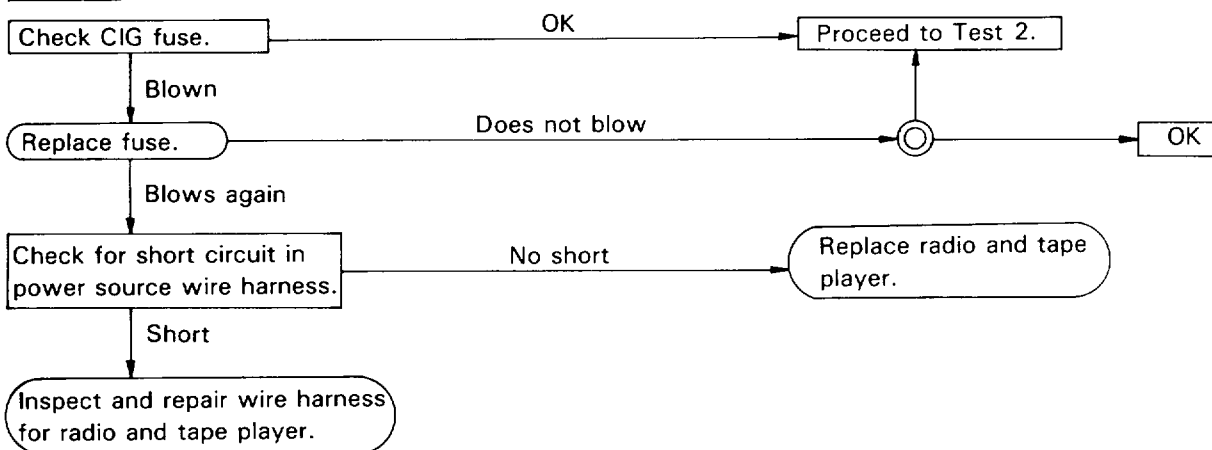 Check CIG fuse.
OK
Proceed to Test 2.
Blown
Replace fuse.
Does not blow
OK
Blows again
Check for short circuit in
power source wire harness.
No short
Replace radio and tape
player.
Short
Inspect and repair wire harness
for radio and tape player.